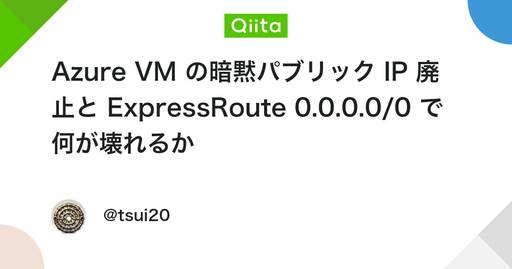 Qiita
Azure VM の暗黙パブリック IP 廃
止と ExpressRoute 0.0.0.0/0 で
何が壊れるか
@tsui20